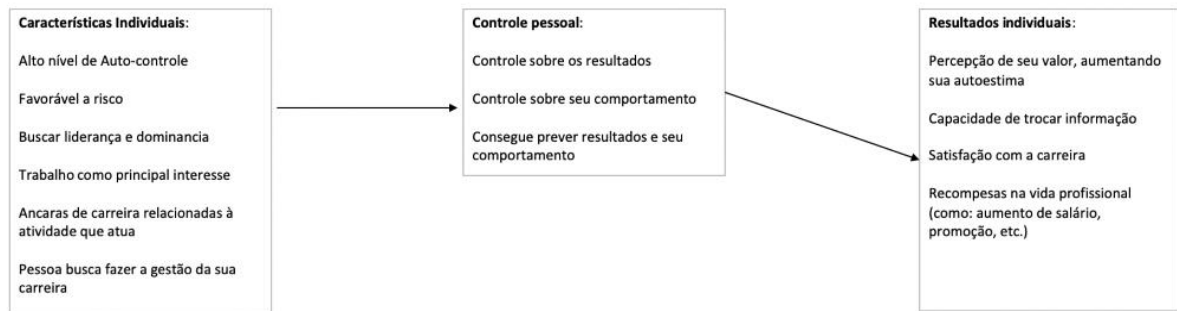 Características Individuais:
Alto nível de Auto-controle
Favorável a risco
Buscar liderança e dominancia
Trabalho como principal interesse
Ancaras de carreira relacionadas à
atividade que atua
Pessoa busca fazer a gestão da sua
carreira
Controle pessoal:
Controle sobre os resultados
Controle sobre seu comportamento
Consegue prever resultados e seu
comportamento
Resultados individuais:
Percepção de seu valor, aumentando
sua autoestima
Capacidade de trocar informação
Satisfação com a carreira
Recompesas na vida profissional
(como: aumento de salário,
promoção, etc.)